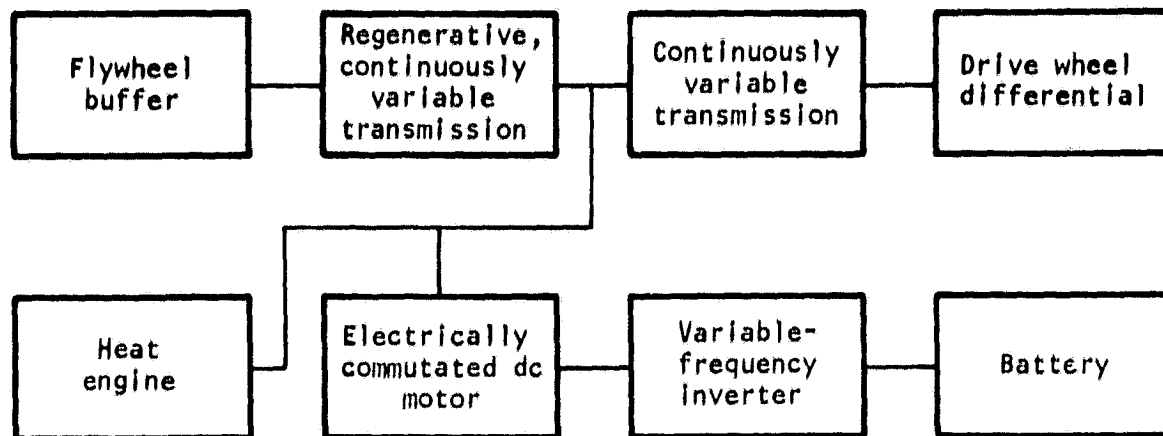 Flywheel
buffer
Regenerative,
continuously
variable
transmission
Continuously
variable
transmission
Drive wheel
differential
Heat
engine
Electrically
commutated dc
motor
Variable-
frequency
inverter
Battery